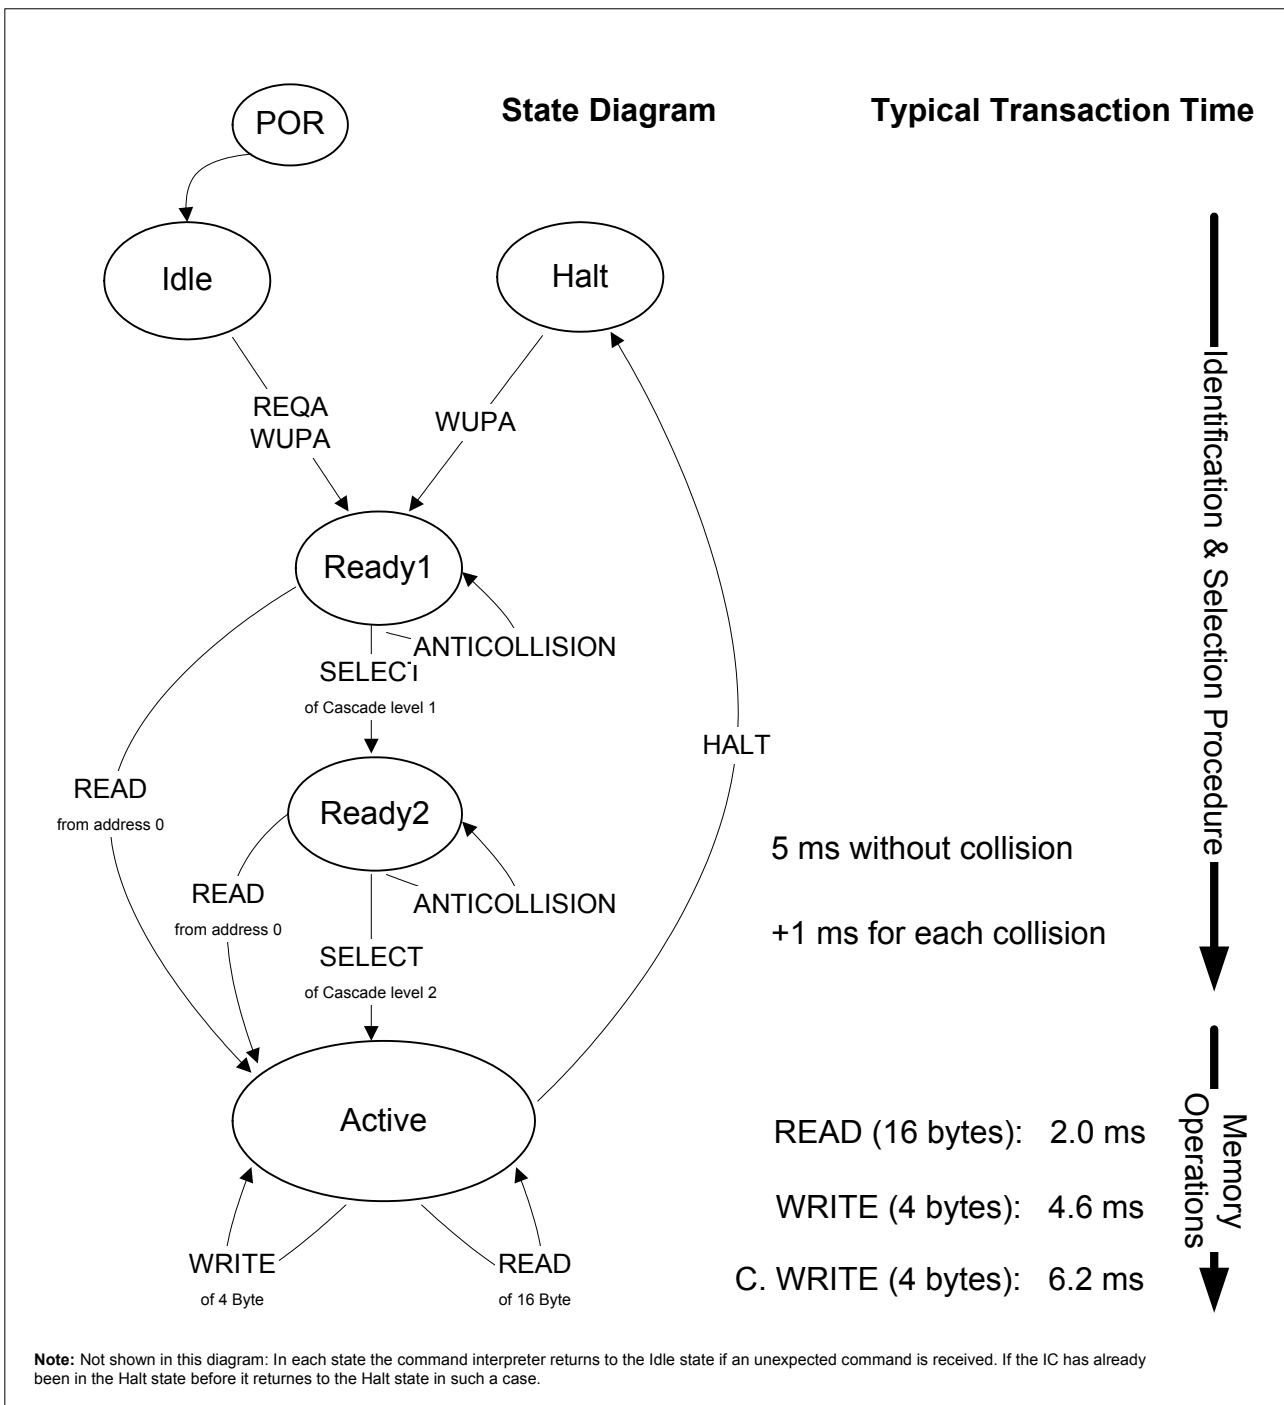 POR
State Diagram
Typical Transaction Time
Idle
Halt
REQA
WUPA
WUPA
Ready1
ANTICOLLISION
SELECT
of Cascade level 1
HALT
READ
from address 0
Ready2
READ
from address 0
ANTICOLLISION
SELECT
of Cascade level 2
5 ms without collision
+1 ms for each collision
Identification & Selection Procedure
Active
READ (16 bytes): 2.0 ms
WRITE (4 bytes): 4.6 ms
C. WRITE (4 bytes): 6.2 ms
Memory
Operations
WRITE
of 4 Byte
READ
of 16 Byte
Note: Not shown in this diagram: In each state the command interpreter returns to the Idle state if an unexpected command is received. If the IC has already
been in the Halt state before it returnes to the Halt state in such a case.